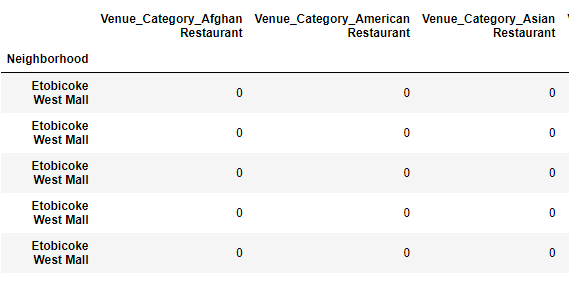 Venue_Category_Afghan Venue_Category_American Venue_Category_Asian
Restaurant Restaurant Restaurant
Neighborhood
Etobicoke
West Mall 0 0 0
Etobicoke
West Mall 0 0 0
Etobicoke
West Mall 0 0 0
Etobicoke
West Mall 0 0 0
Etobicoke
West Mall 0 0 0